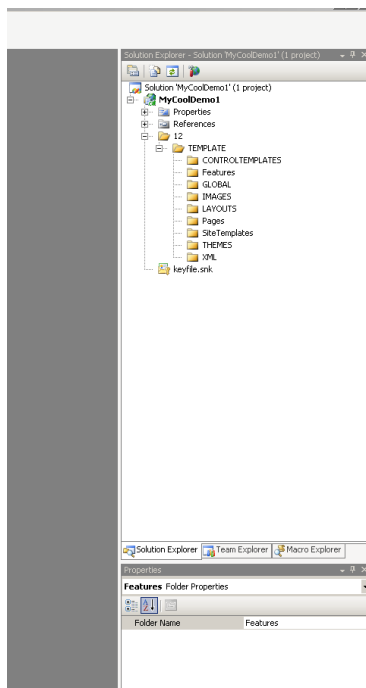 Solution Explorer - Solution 'MyCoolDemo1' (1 project)
Solution 'MyCoolDemo1' (1 project)
MyCoolDemo1
Properties
References
12
TEMPLATE
CONTROLTEMPLATES
Features
GLOBAL
IMAGES
LAYOUTS
Pages
SiteTemplates
THEMES
XML
keyfile.snk
Solution Explorer Team Explorer Macro Explorer
Properties
Features Folder Properties
Folder Name Features